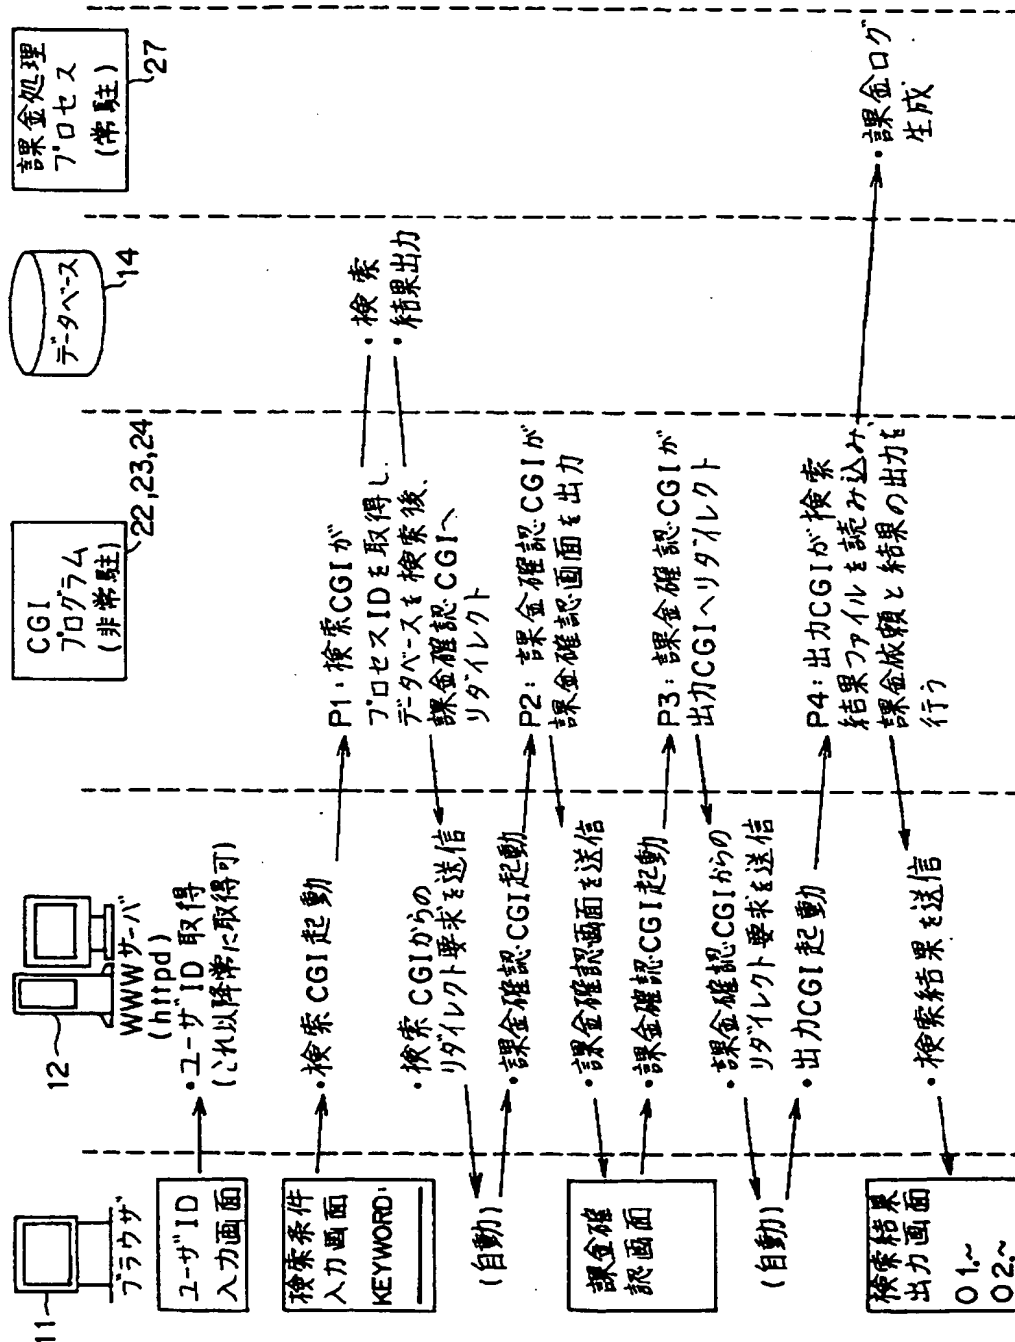 11
ブラウザ
ユーザID
入力画面
検索条件
入力画面
KEYWORD:
(自動)
課金確
認画面
(自動)
検索結果
出力画面
○1.~
○2.~
12
WWWサーバ
(httpd)
・ユーザID取得
(これ以降常に取得可)
・検索CGI起動
・検索CGIからの
リダイレクト要求を送信
・課金確認CGI起動
・課金確認画面を送信
・課金確認CGI起動
・課金確認CGIからの
リダイレクト要求を送信
・出力CGI起動
・検索結果を送信
CGI
プログラム
(非常駐)
22,23,24
P1:検索CGIが
プロセスIDを取得し、
データベースを検索後、
課金確認CGIへ
リダイレクト
P2:課金確認CGIが
課金確認画面を出力
P3:課金確認CGIが
出力CGIへリダイレクト
P4:出力CGIが検索
結果ファイルを読み込み、
課金依頼と結果の出力を
行う
データベース
14
・検索
・結果出力
課金処理
プロセス
(常駐)
27
・課金ログ
生成